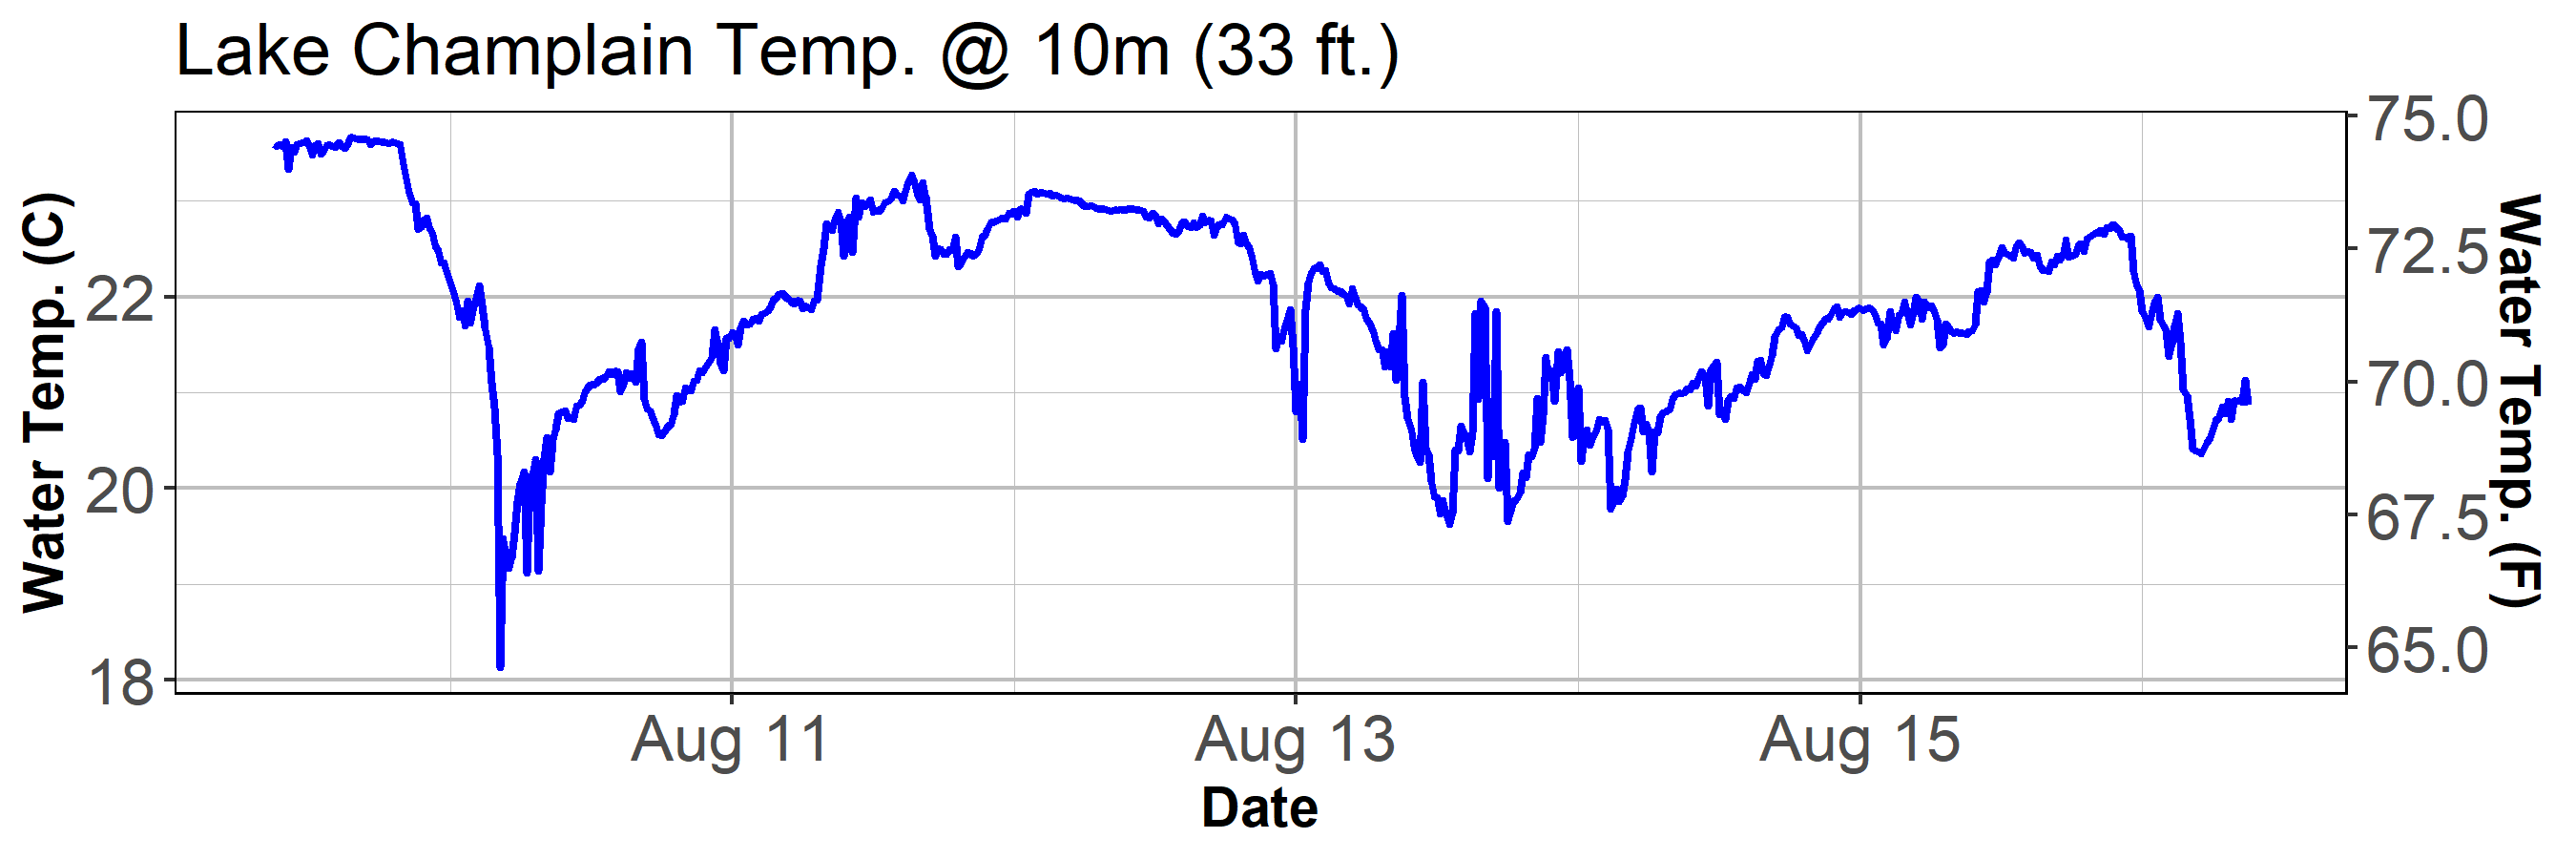 Lake Champlain Temp. @ 10m (33 ft.)
Water Temp. (C)
22
20
18
75.0
72.5
70.0
67.5
65.0
Water Temp. (F)
Aug 11
Aug 13
Aug 15
Date